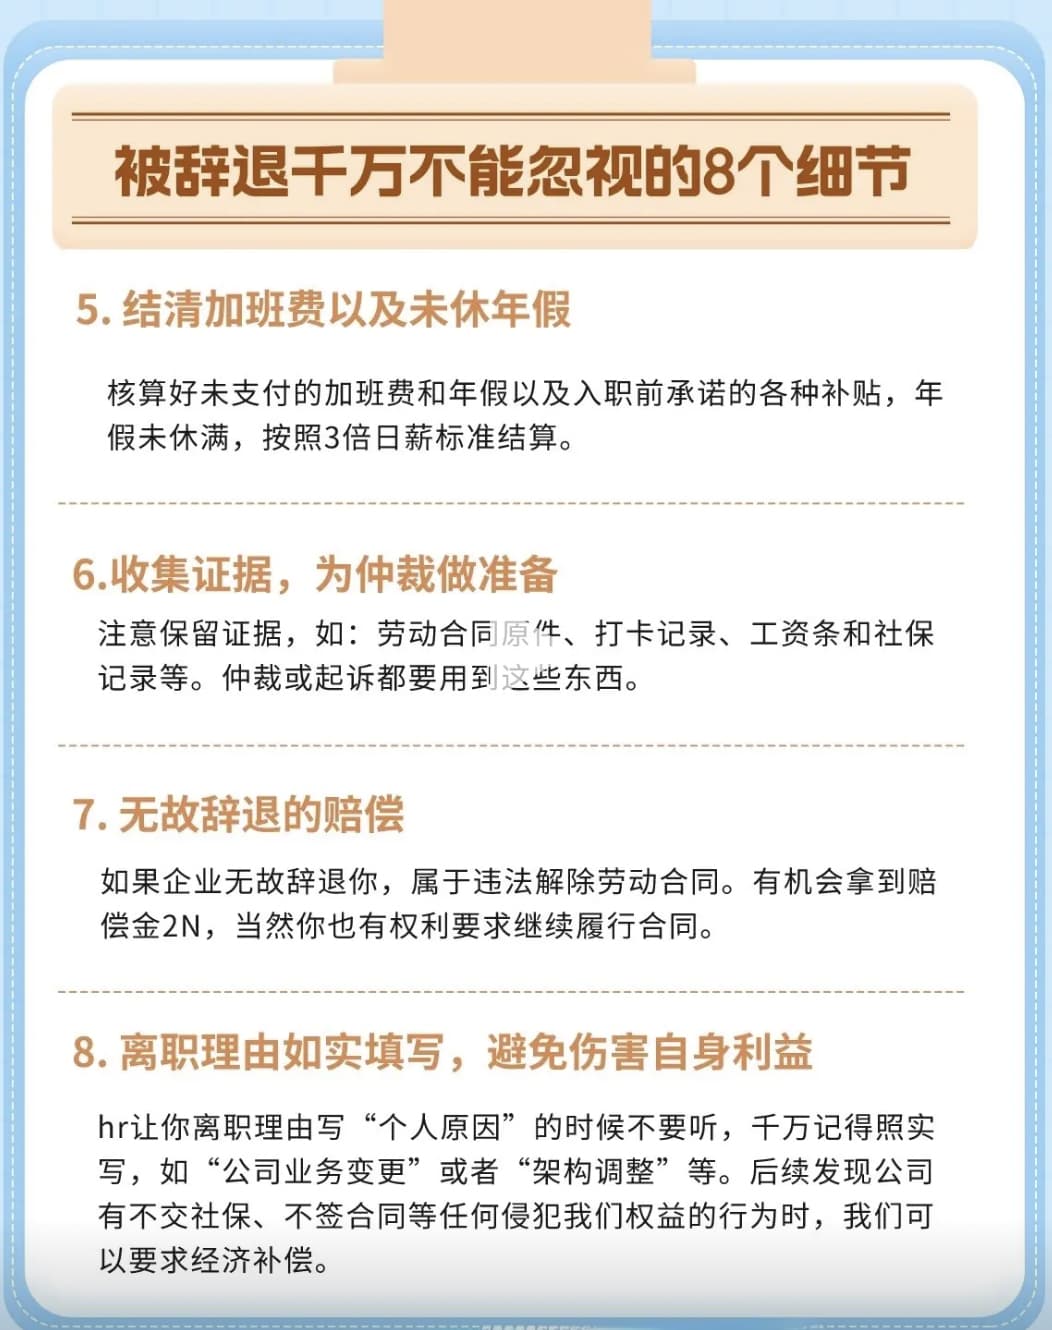 被辞退千万不能忽视的8个细节
5. 结清加班费以及未休年假
核算好未支付的加班费和年假以及入职前承诺的各种补贴，年
假未休满，按照3倍日薪标准结算。
6.收集证据，为仲裁做准备
注意保留证据，如：劳动合同原件、打卡记录、工资条和社保
记录等。仲裁或起诉都要用到这些东西。
7. 无故辞退的赔偿
如果企业无故辞退你，属于违法解除劳动合同。有机会拿到赔
偿金2N，当然你也有权利要求继续履行合同。
8. 离职理由如实填写，避免伤害自身利益
hr让你离职理由写“个人原因”的时候不要听，千万记得照实
写，如“公司业务变更”或者“架构调整”等。后续发现公司
有不交社保、不签合同等任何侵犯我们权益的行为时，我们可
以要求经济补偿。